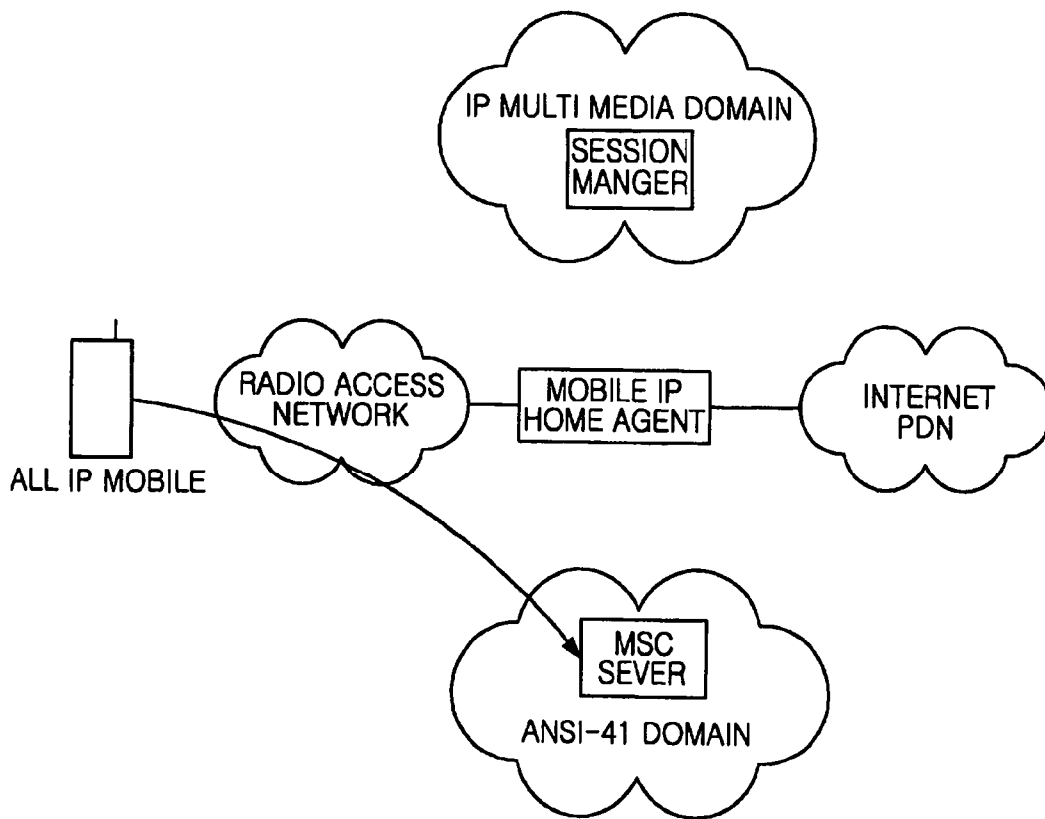 IP MULTI MEDIA DOMAIN
SESSION
MANGER
RADIO ACCESS
NETWORK
MOBILE IP
HOME AGENT
INTERNET
PDN
ALL IP MOBILE
MSC
SEVER
ANSI-41 DOMAIN